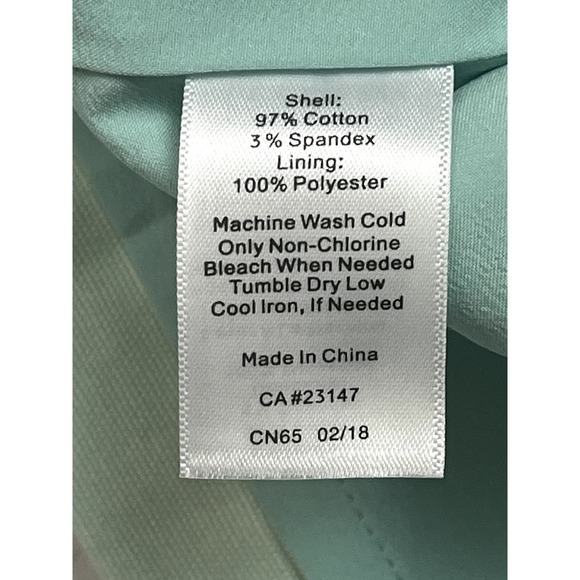 Shell:
97% Cotton
3% Spandex
Lining:
100% Polyester
Machine Wash Cold
Only Non-Chlorine
Bleach When Needed
Tumble Dry Low
Cool Iron, If Needed
Made In China
CA#23147
CN65 02/18